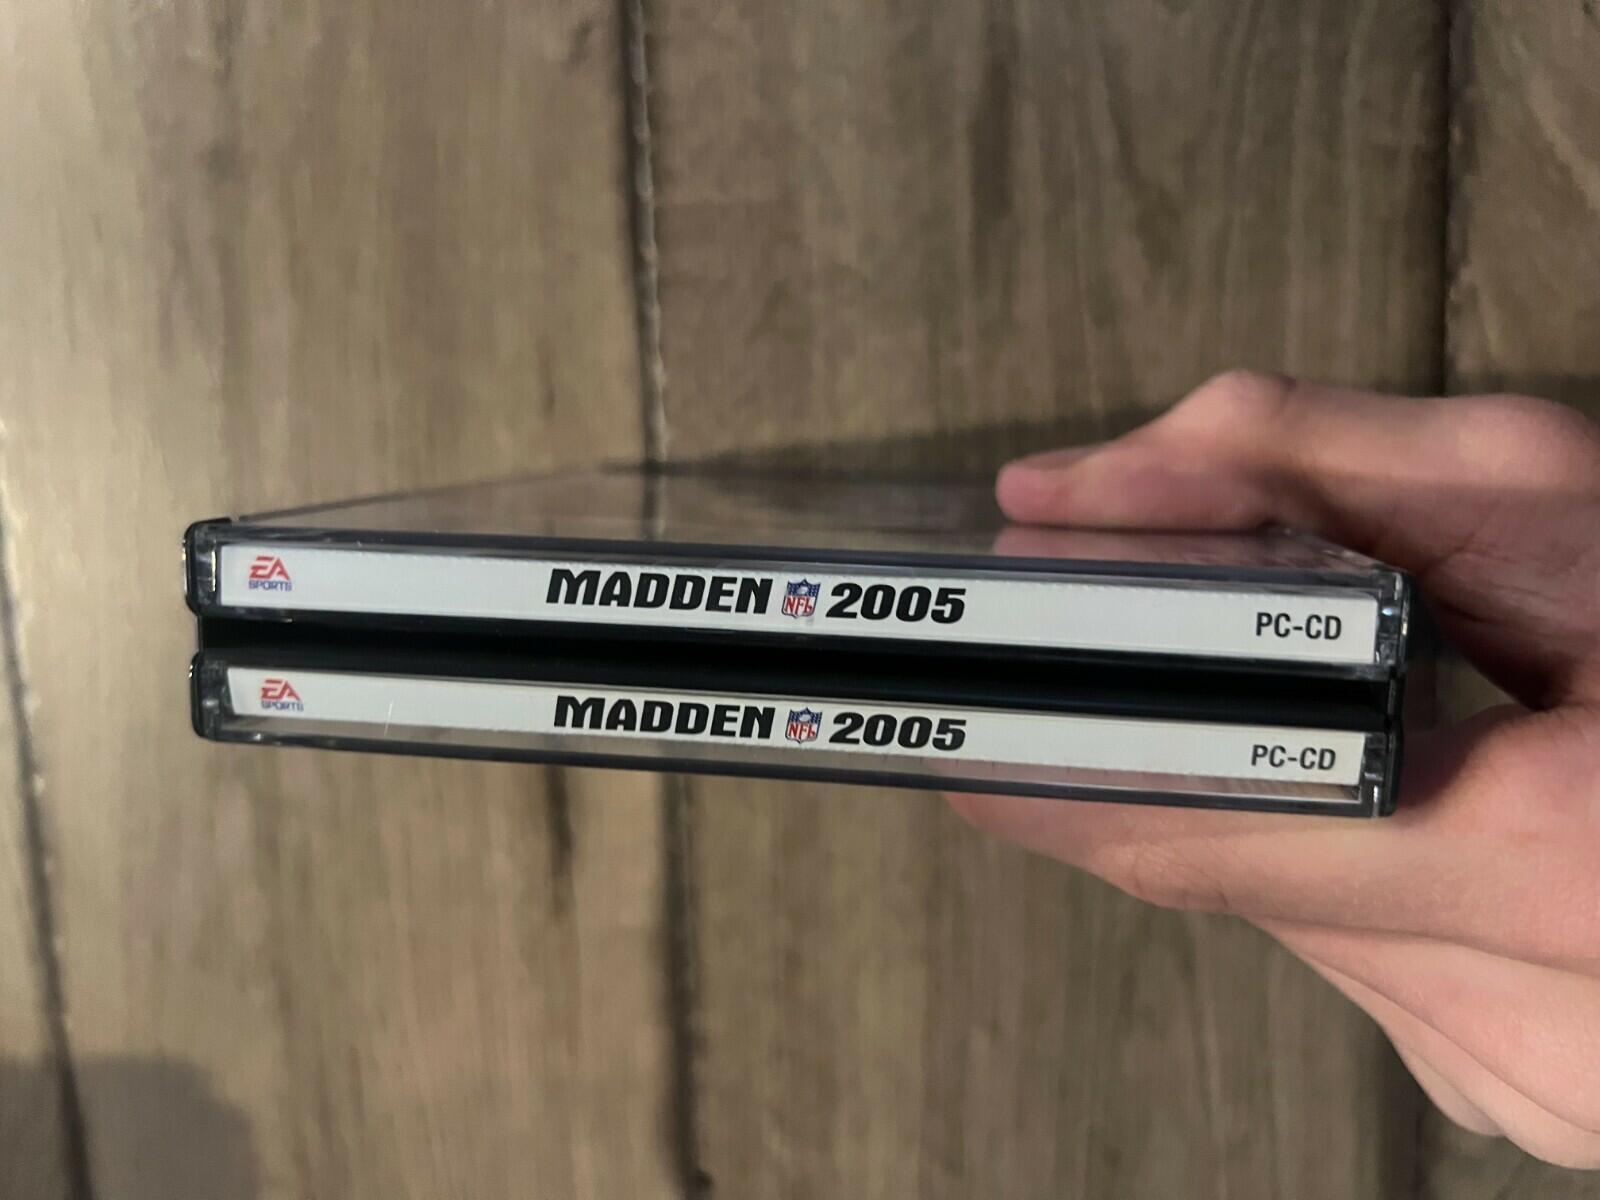 EA SPORTS MADDEN NFL 2005 PC-CD
EA SPORTS MADDEN NFL 2005 PC-CD